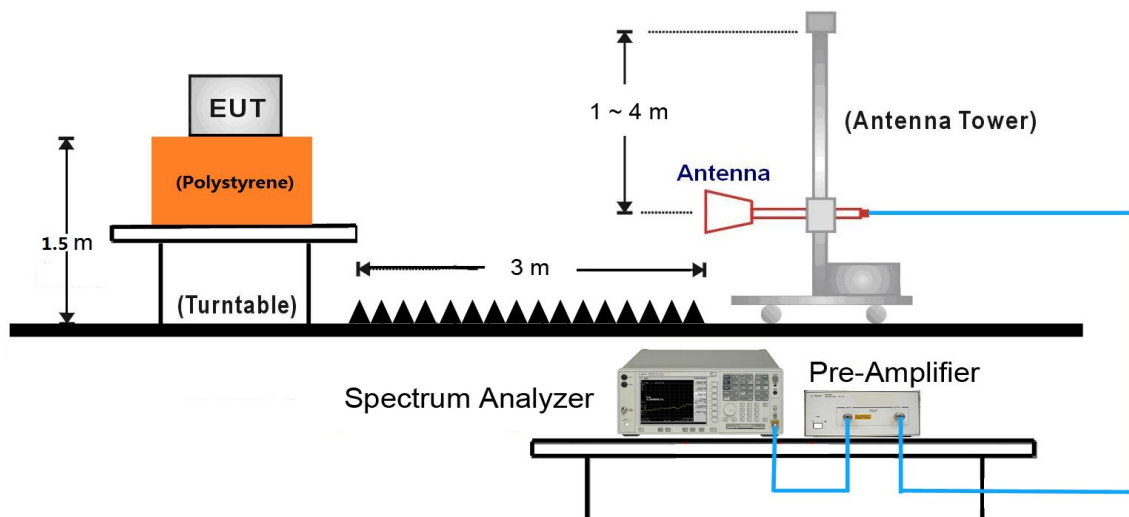 EUT
(Polystyrene)
1.5 m
(Turntable)
3 m
1 ~ 4 m
(Antenna Tower)
Antenna
Spectrum Analyzer
Pre-Amplifier